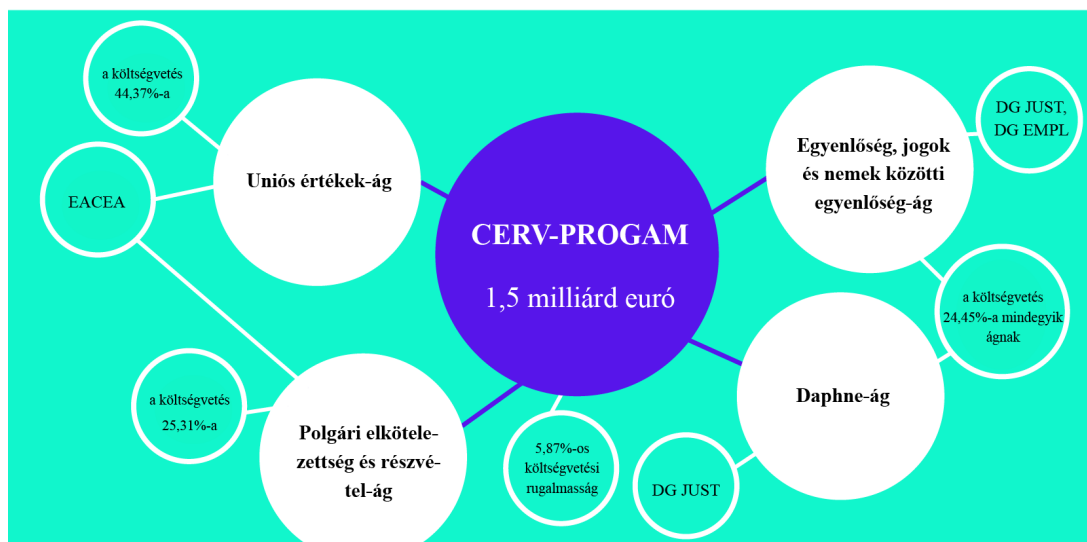 a költségvetés
44,37%-a
EACEA
Uniós értékek-ág
CERV-PROGAM
1,5 milliárd euró
Egyenlőség, jogok
és nemek közötti
egyenlőség-ág
DG JUST,
DG EMPL
a költségvetés
24,45%-a mindegyik
ágnak
Daphne-ág
DG JUST
5,87%-os
költségvetési
rugalmasság
a költségvetés
25,31%-a
Polgári elkötele-
zettség és részvé-
tel-ág